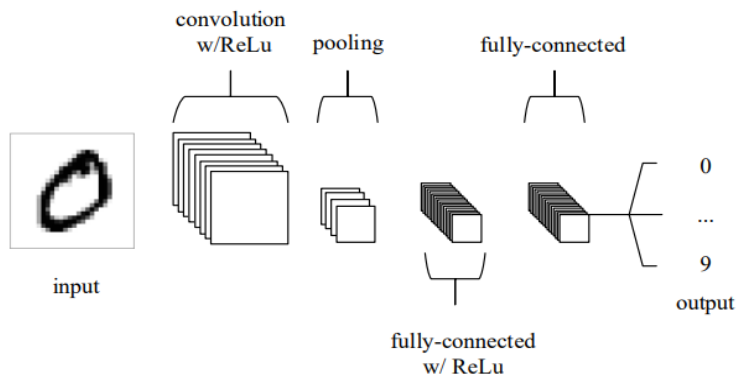 convolution
w/ReLu
pooling
fully-connected
input
fully-connected
w/ ReLu
0
...
9
output